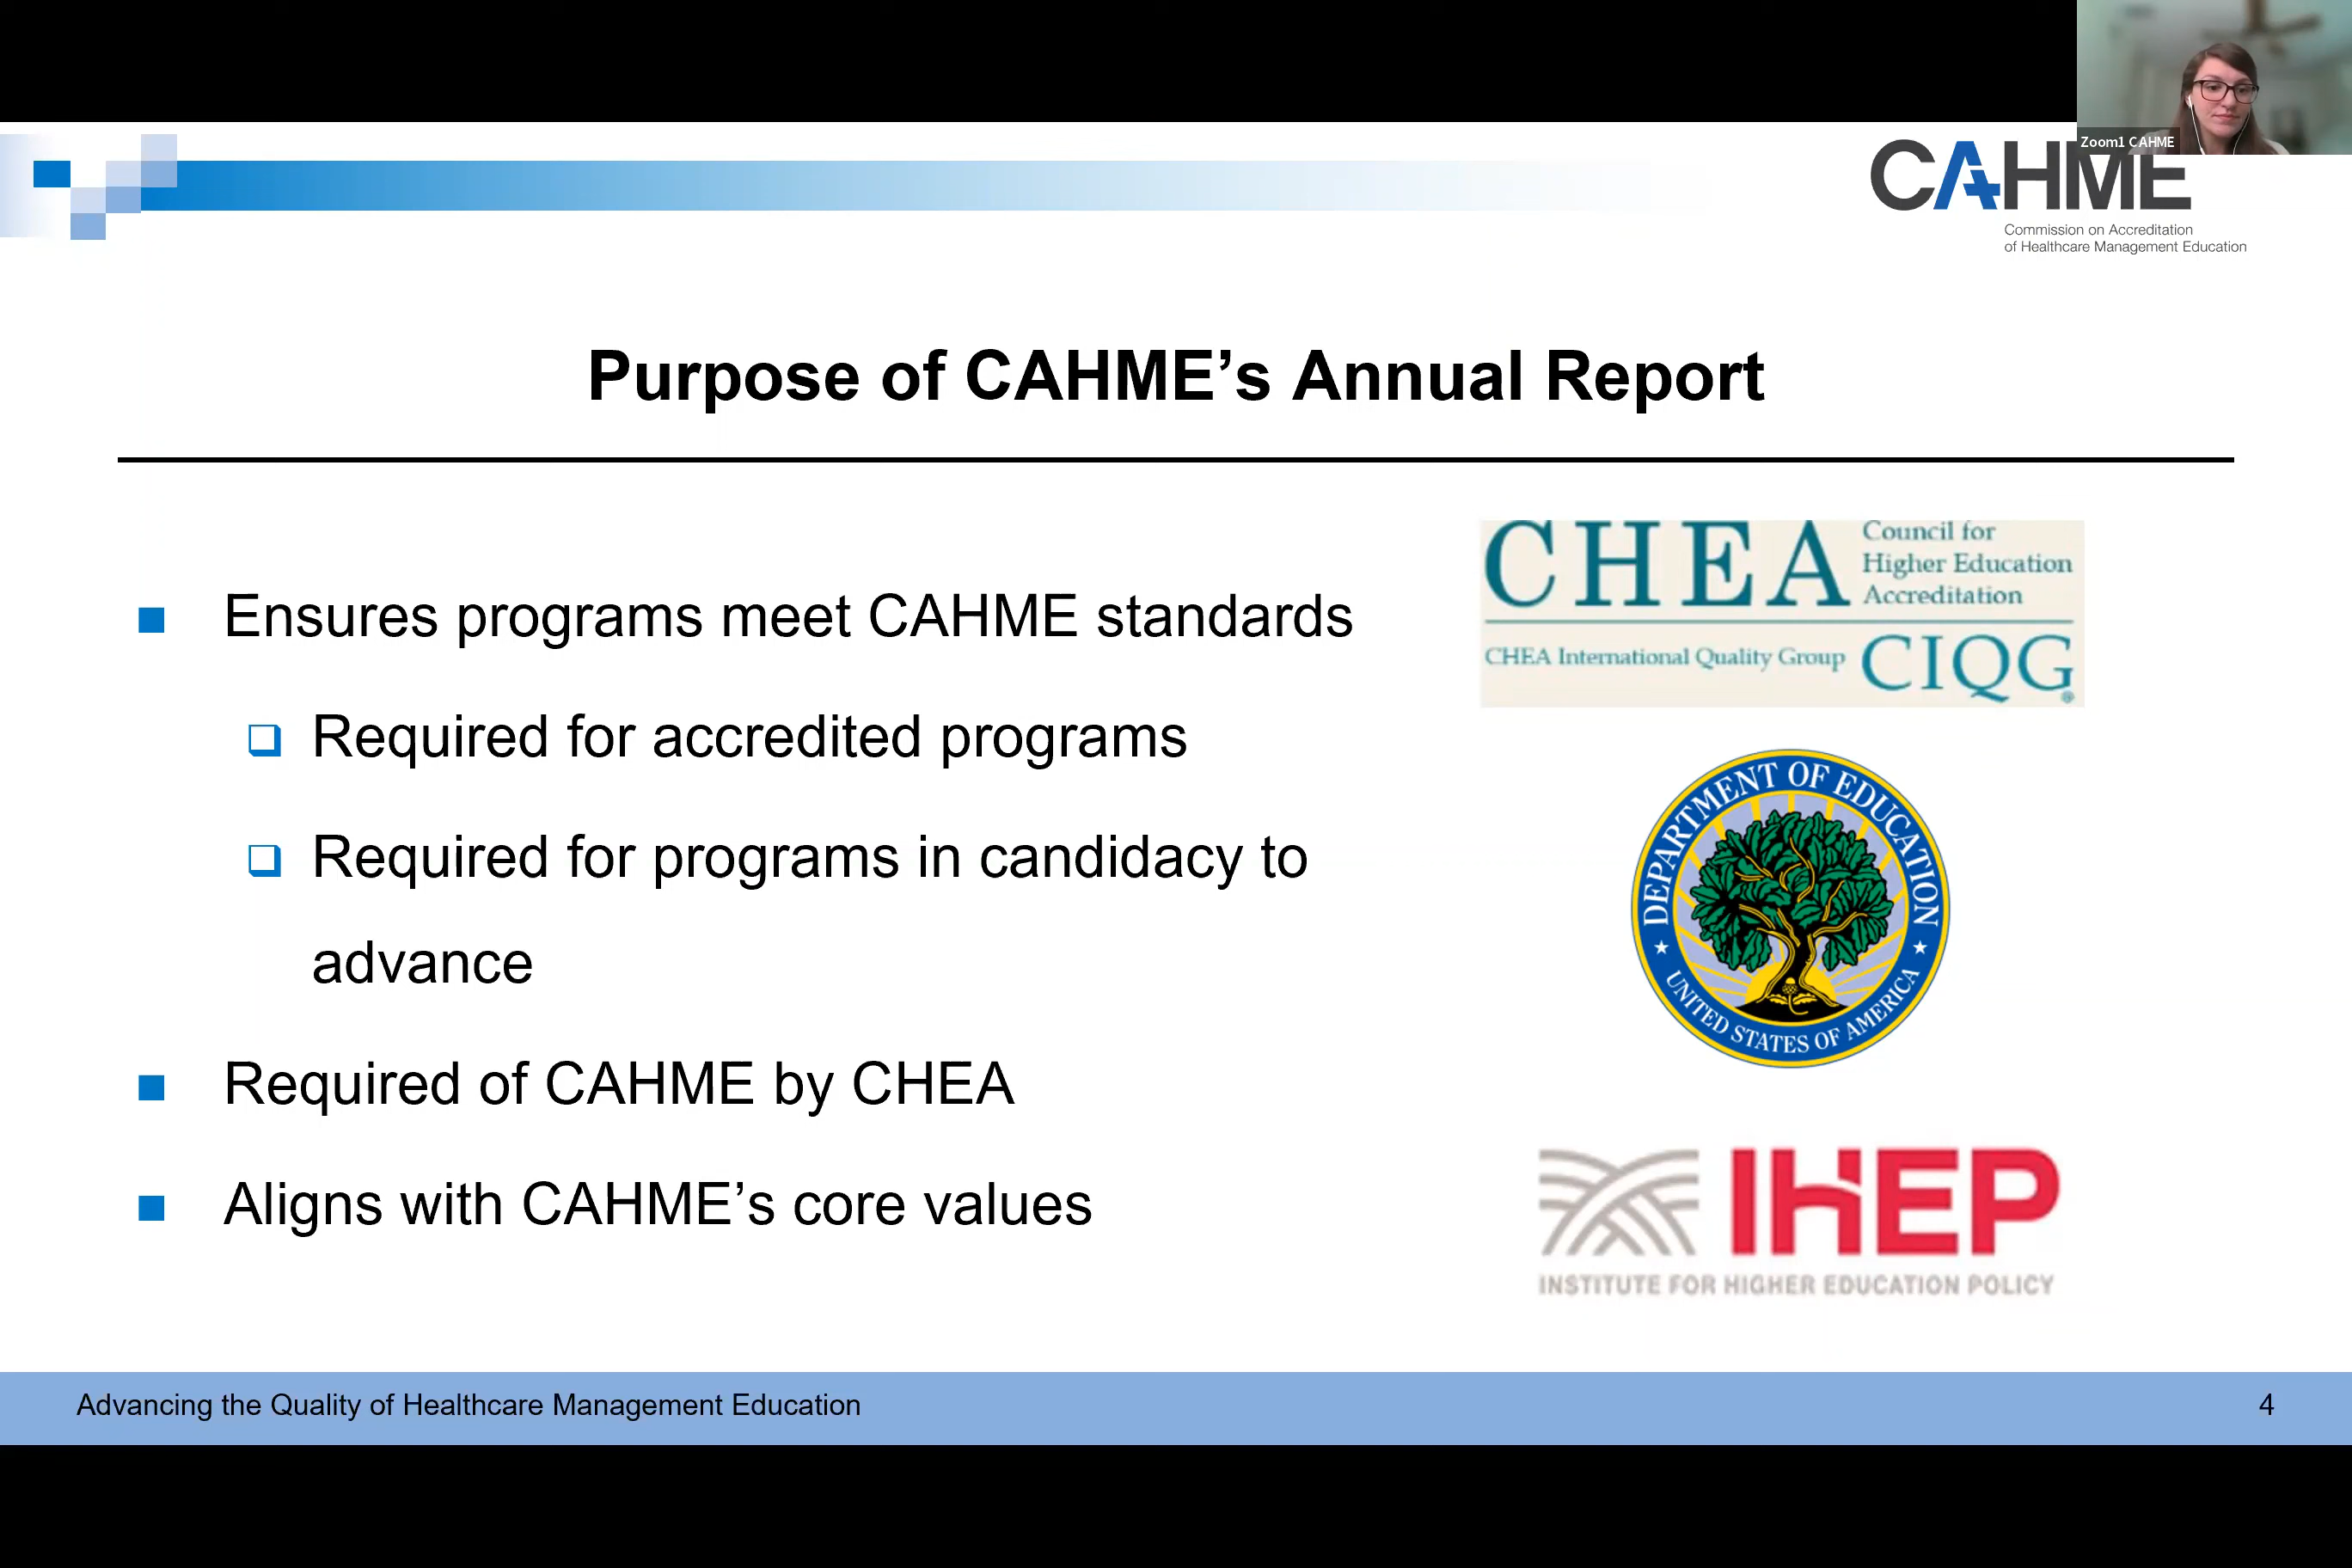 Zoom1 CAHME
CAHME
Commission on Accreditation
of Healthcare Management Education
Purpose of CAHME’s Annual Report
Ensures programs meet CAHME standards
Required for accredited programs
Required for programs in candidacy to
advance
Required of CAHME by CHEA
Aligns with CAHME’s core values
CHEA
Council for
Higher Education
Accreditation
CHEA International Quality Group
CIQG®
DEPARTMENT OF EDUCATION
UNITED STATES OF AMERICA
IHEP
INSTITUTE FOR HIGHER EDUCATION POLICY
Advancing the Quality of Healthcare Management Education
4